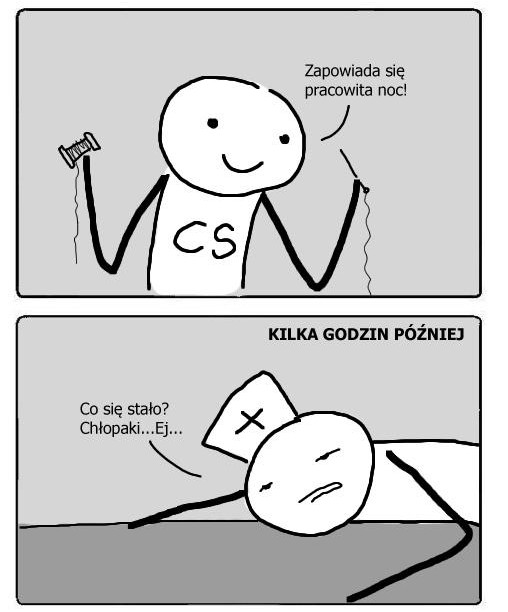 Zapowiada się
pracowita noc!
CS
KILKA GODZIN PÓŹNIEJ
Co się stało?
Chłopaki...Ej...